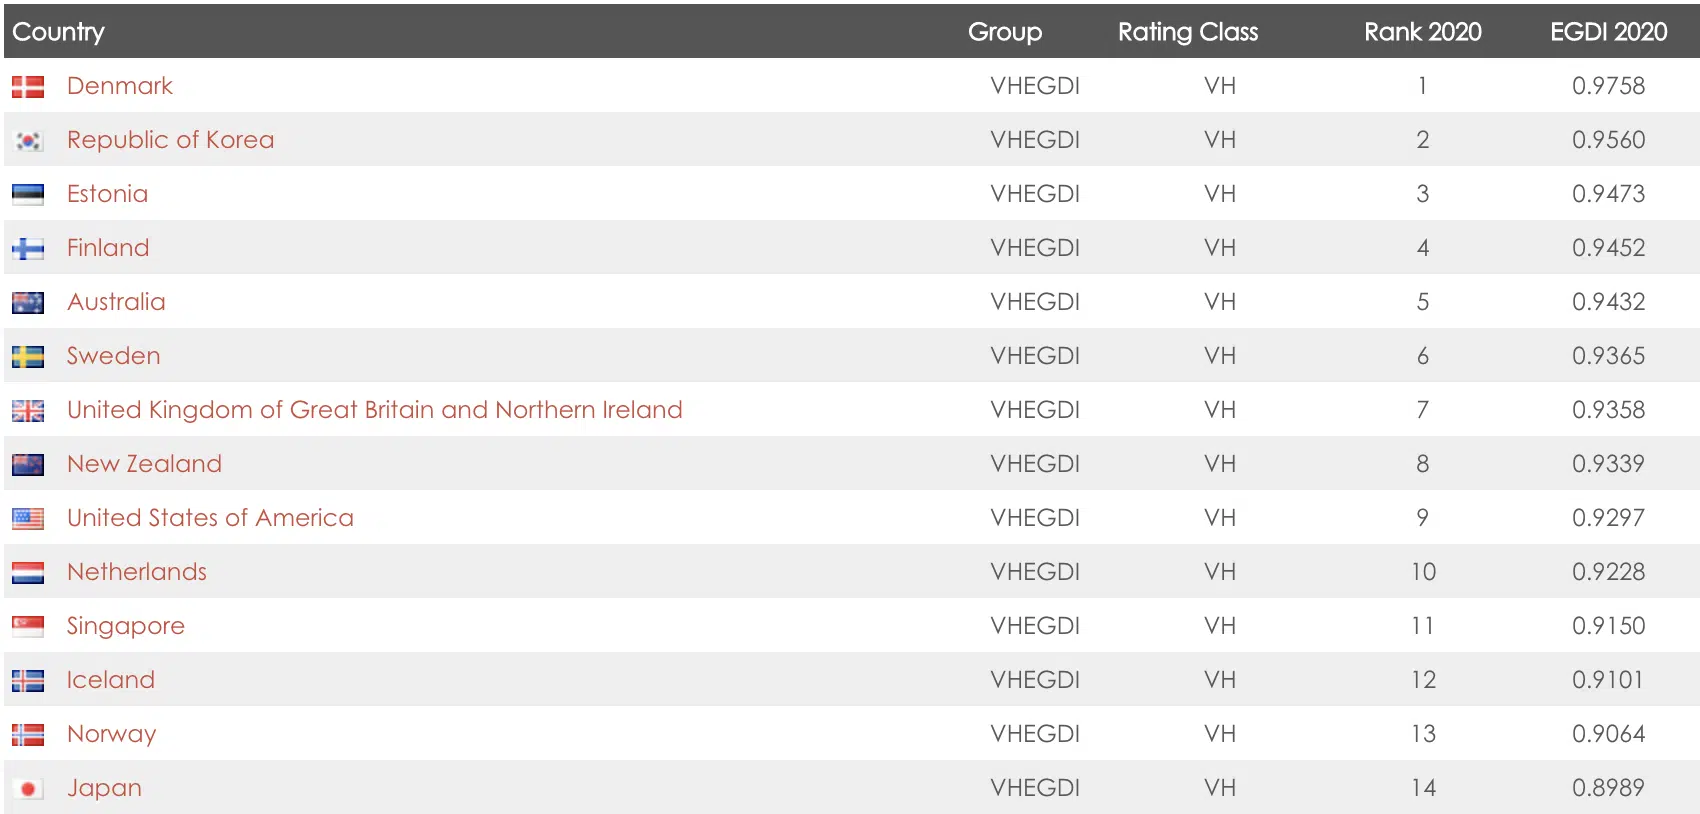 Country Group Rating Class Rank 2020 EGDI 2020
Denmark VHEGDI VH 1 0.9758
Republic of Korea VHEGDI VH 2 0.9560
Estonia VHEGDI VH 3 0.9473
Finland VHEGDI VH 4 0.9452
Australia VHEGDI VH 5 0.9432
Sweden VHEGDI VH 6 0.9365
United Kingdom of Great Britain and Northern Ireland VHEGDI VH 7 0.9358
New Zealand VHEGDI VH 8 0.9339
United States of America VHEGDI VH 9 0.9297
Netherlands VHEGDI VH 10 0.9228
Singapore VHEGDI VH 11 0.9150
Iceland VHEGDI VH 12 0.9101
Norway VHEGDI VH 13 0.9064
Japan VHEGDI VH 14 0.8989